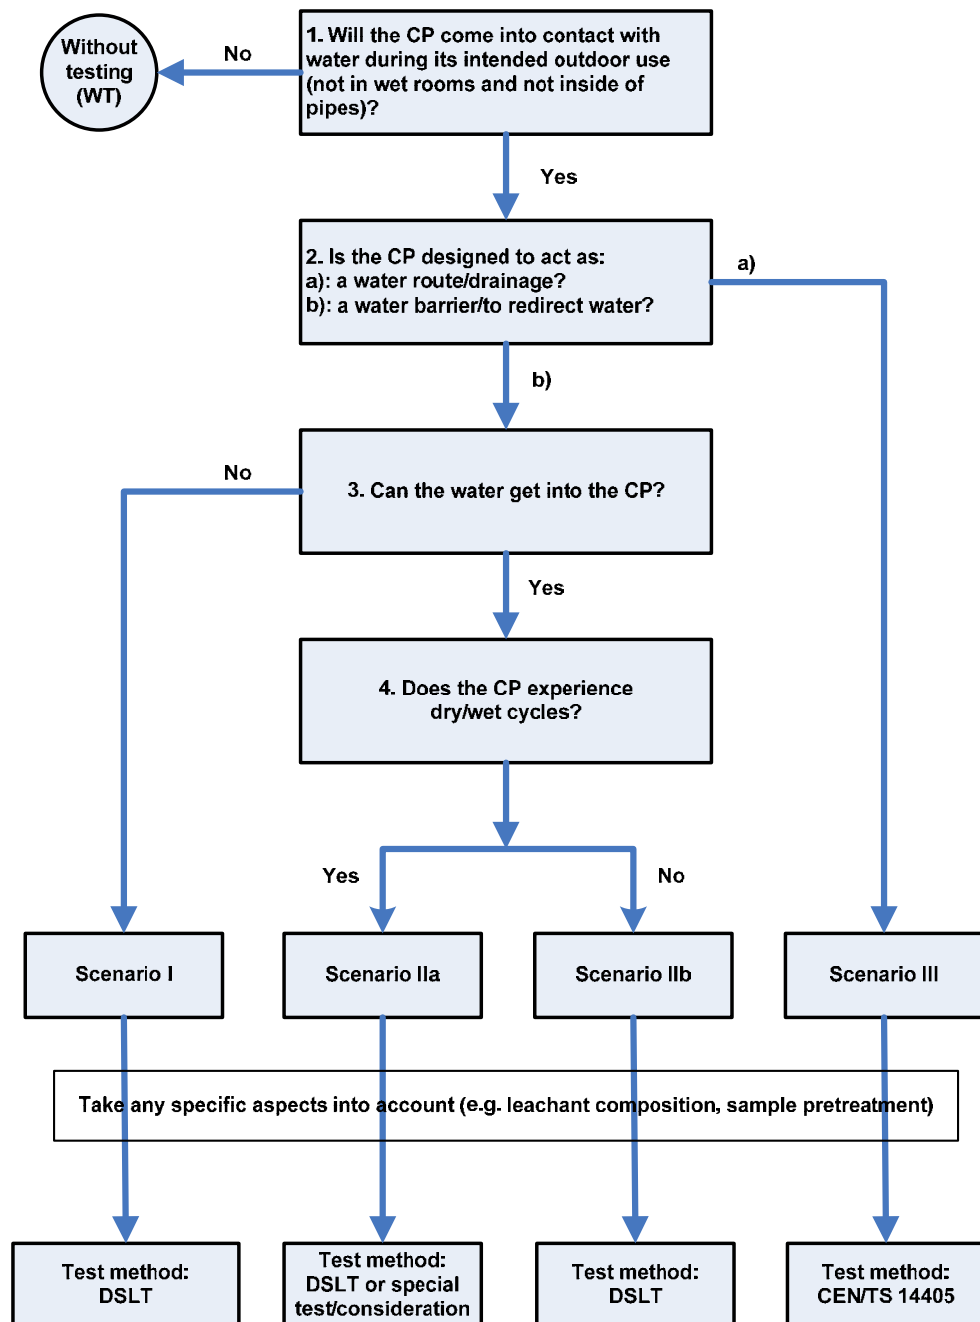 Without
testing
(WT)
No
1. Will the CP come into contact with
water during its intended outdoor use
(not in wet rooms and not inside of
pipes)?
Yes
2. Is the CP designed to act as:
a): a water route/drainage?
b): a water barrier/to redirect water?
a)
b)
No
3. Can the water get into the CP?
Yes
4. Does the CP experience
dry/wet cycles?
Yes
No
Scenario I
Scenario IIa
Scenario IIb
Scenario III
Take any specific aspects into account (e.g. leachant composition, sample pretreatment)
Test method:
DSLT
Test method:
DSLT or special
test/consideration
Test method:
DSLT
Test method:
CEN/TS 14405